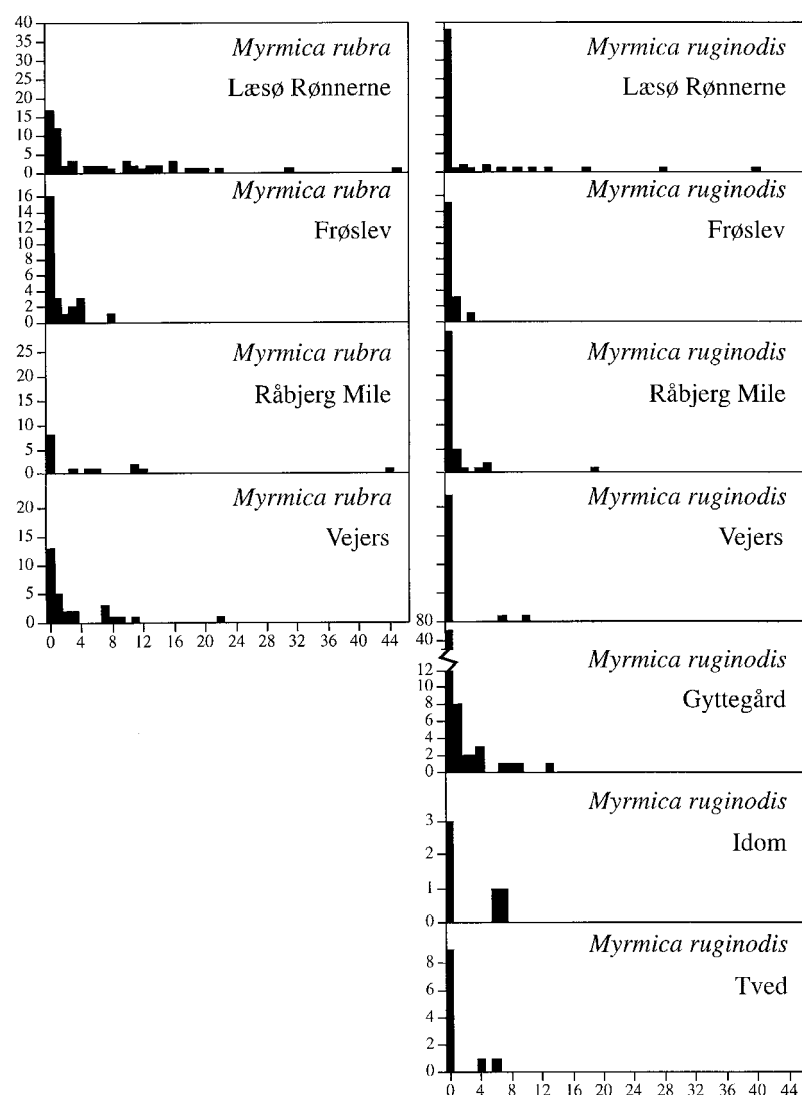 40
35
30
25
20
15
10
5
0
Myrmica rubra
Læsø Rønnerne
16
14
12
10
8
6
4
2
0
Myrmica rubra
Frøslev
25
20
15
10
5
0
Myrmica rubra
Råbjerg Mile
20
15
10
5
0
Myrmica rubra
Vejers
0 4 8 12 16 20 24 28 32 36 40 44
Myrmica ruginodis
Læsø Rønnerne
Myrmica ruginodis
Frøslev
Myrmica ruginodis
Råbjerg Mile
Myrmica ruginodis
Vejers
80
40
12
10
8
6
4
2
0
Myrmica ruginodis
Gyttegård
3
2
1
0
Myrmica ruginodis
Idom
8
6
4
2
0
Myrmica ruginodis
Tved
0 4 8 12 16 20 24 28 32 36 40 44